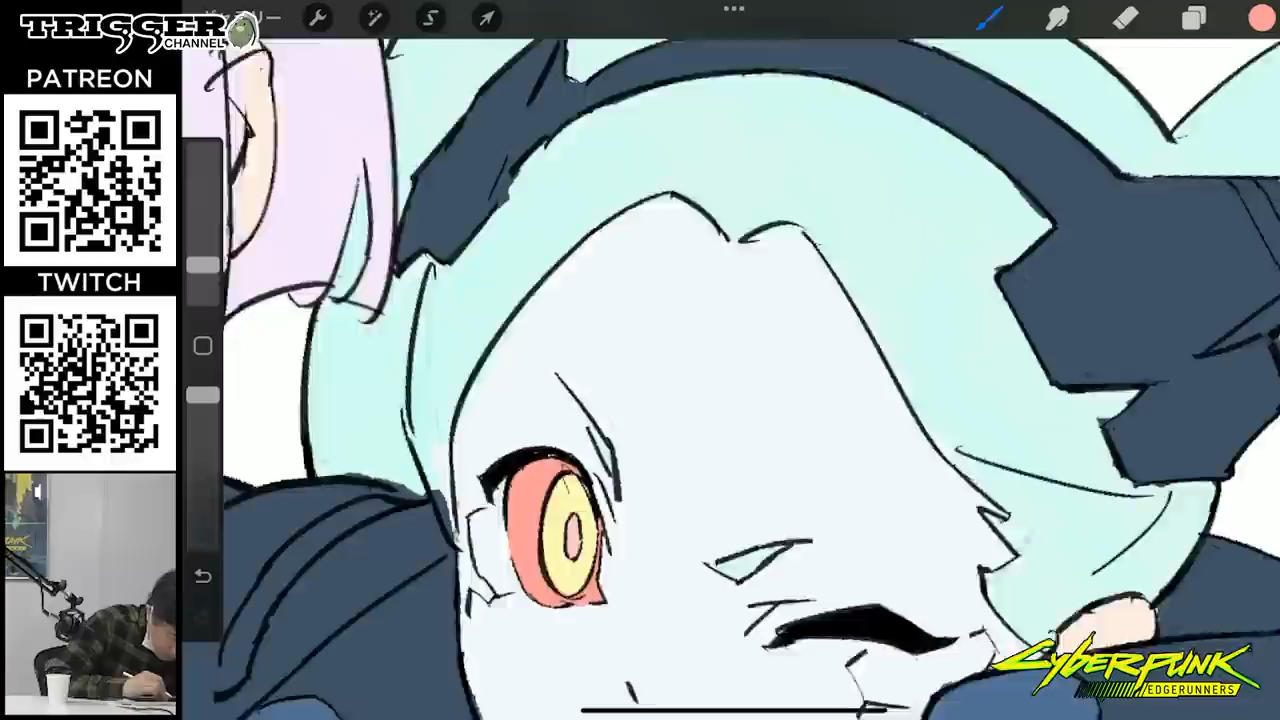 TRIGGER
CHANNEL
PATREON
TWITCH
CYBERPUNK
EDGERUNNERS